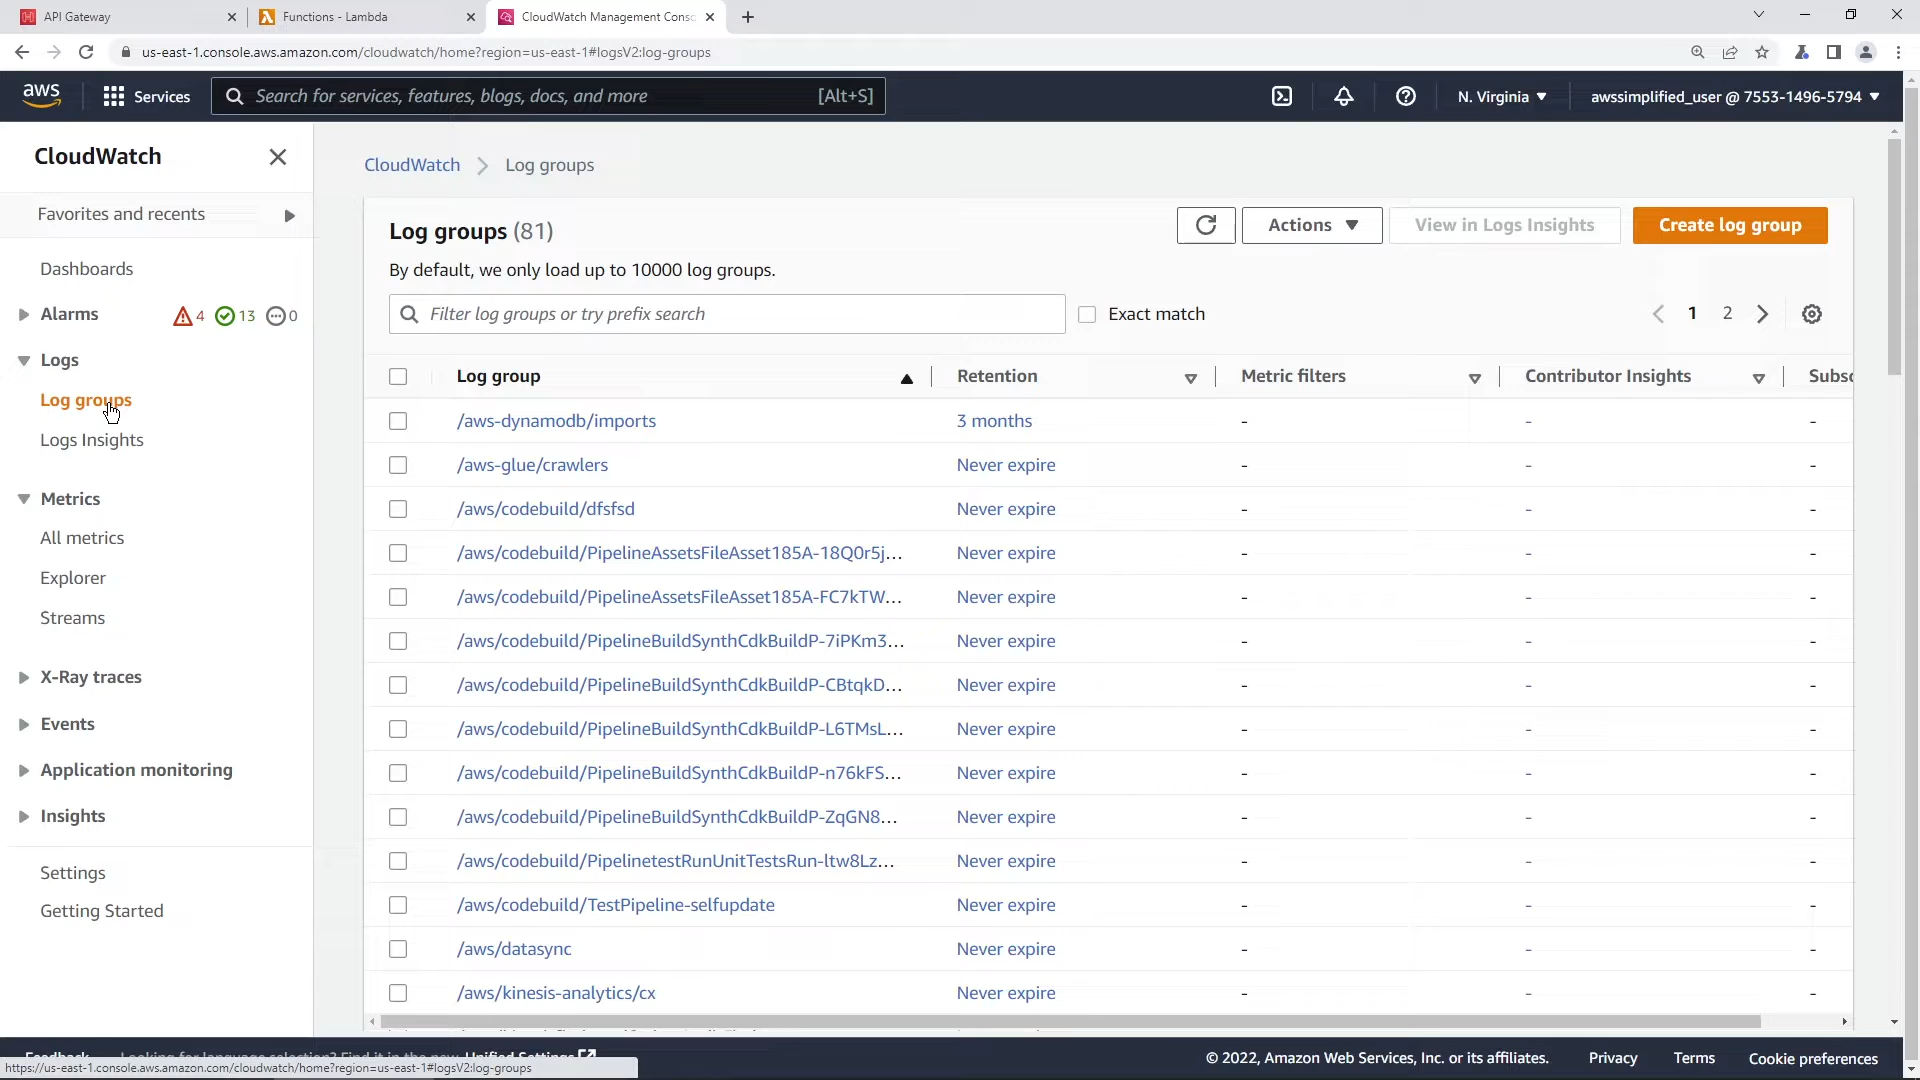 API Gateway
Functions - Lambda
CloudWatch Management Conso
us-east-1.console.aws.amazon.com/cloudwatch/home?region=us-east-1#logsV2:log-groups
aws
Services
Search for services, features, blogs, docs, and more
[Alt+S]
N. Virginia
awssimplified_user @ 7553-1496-5794
CloudWatch
Favorites and recents
Dashboards
Alarms
4
13
0
Logs
Log groups
Logs Insights
Metrics
All metrics
Explorer
Streams
X-Ray traces
Events
Application monitoring
Insights
Settings
Getting Started
CloudWatch
Log groups
Log groups (81)
By default, we only load up to 10000 log groups.
Actions
View in Logs Insights
Create log group
Filter log groups or try prefix search
Exact match
1
2
Log group Retention Metric filters Contributor Insights Subsc
/aws-dynamodb/imports 3 months - - -
/aws-glue/crawlers Never expire - - -
/aws/codebuild/dfsfsd Never expire - - -
/aws/codebuild/PipelineAssetsFileAsset185A-18Q0r5j... Never expire - - -
/aws/codebuild/PipelineAssetsFileAsset185A-FC7kTW... Never expire - - -
/aws/codebuild/PipelineBuildSynthCdkBuildP-7iPKm3... Never expire - - -
/aws/codebuild/PipelineBuildSynthCdkBuildP-CBtqkD... Never expire - - -
/aws/codebuild/PipelineBuildSynthCdkBuildP-L6TMsL... Never expire - - -
/aws/codebuild/PipelineBuildSynthCdkBuildP-n76kFS... Never expire - - -
/aws/codebuild/PipelineBuildSynthCdkBuildP-ZqGN8... Never expire - - -
/aws/codebuild/PipelinetestRunUnitTestsRun-ltw8Lz... Never expire - - -
/aws/codebuild/TestPipeline-selfupdate Never expire - - -
/aws/datasync Never expire - - -
/aws/kinesis-analytics/cx Never expire - - -
Feedback
Looking for language selection? Find it in the new Unified Settings
© 2022, Amazon Web Services, Inc. or its affiliates.
Privacy
Terms
Cookie preferences
https://us-east-1.console.aws.amazon.com/cloudwatch/home?region=us-east-1#logsV2:log-groups